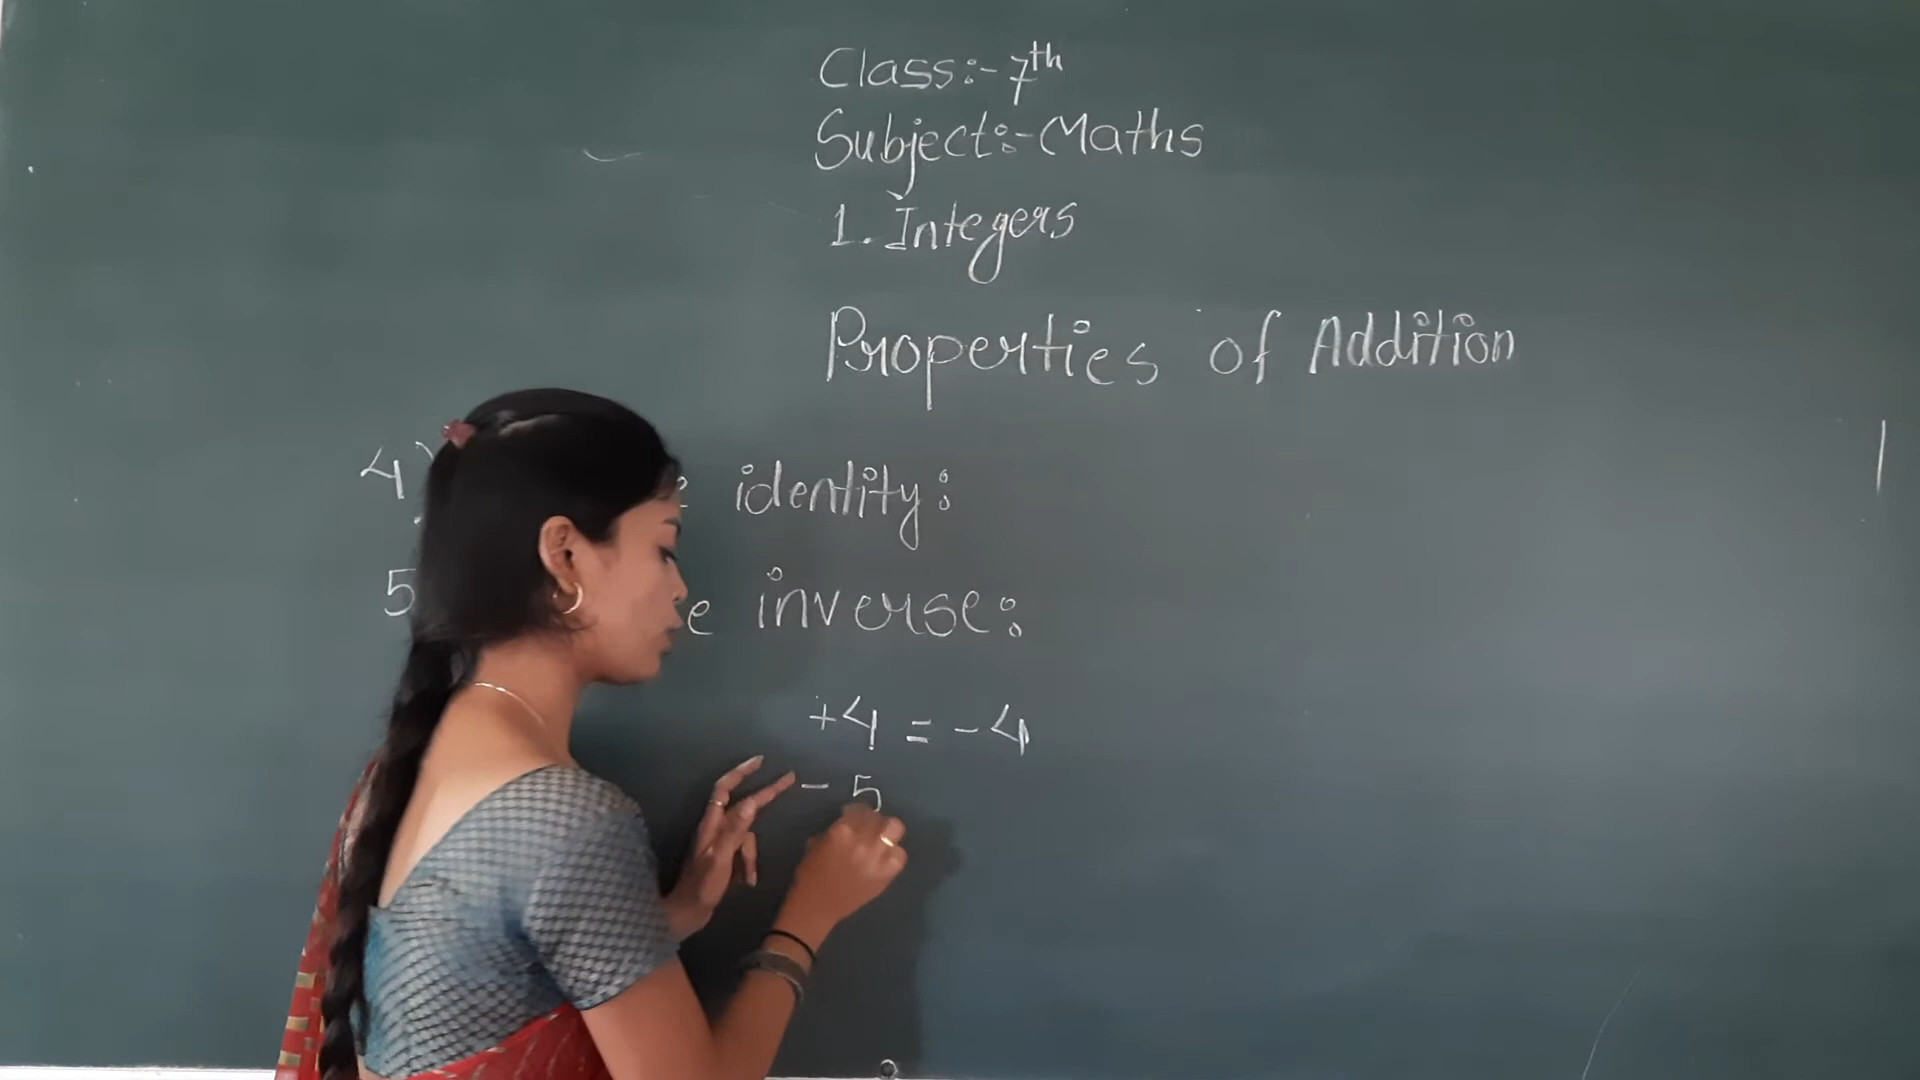 Class:- 7th
Subject:- Maths
1. Integers
Properties of Addition
4) identity:
5 inverse:
+4 = -4
- 5